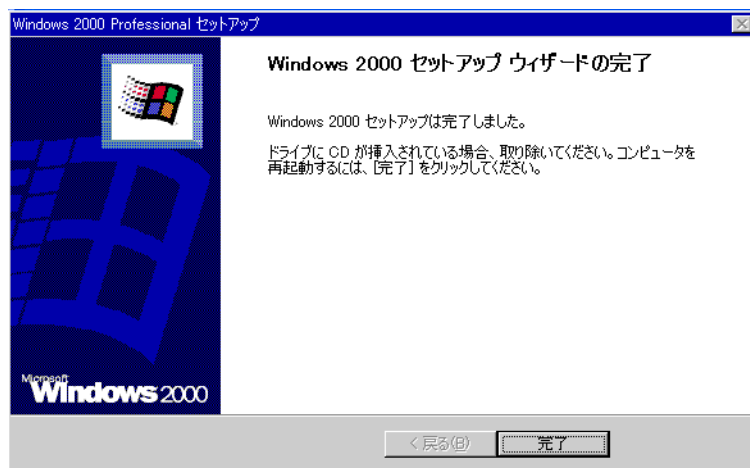 Windows 2000 Professional セットアップ
Windows 2000 セットアップ ウィザードの完了
Windows 2000 セットアップは完了しました。
ドライブに CD が挿入されている場合、取り除いてください。コンピュータを
再起動するには、[完了] をクリックしてください。
Microsoft
Windows 2000
< 戻る(B)
完了